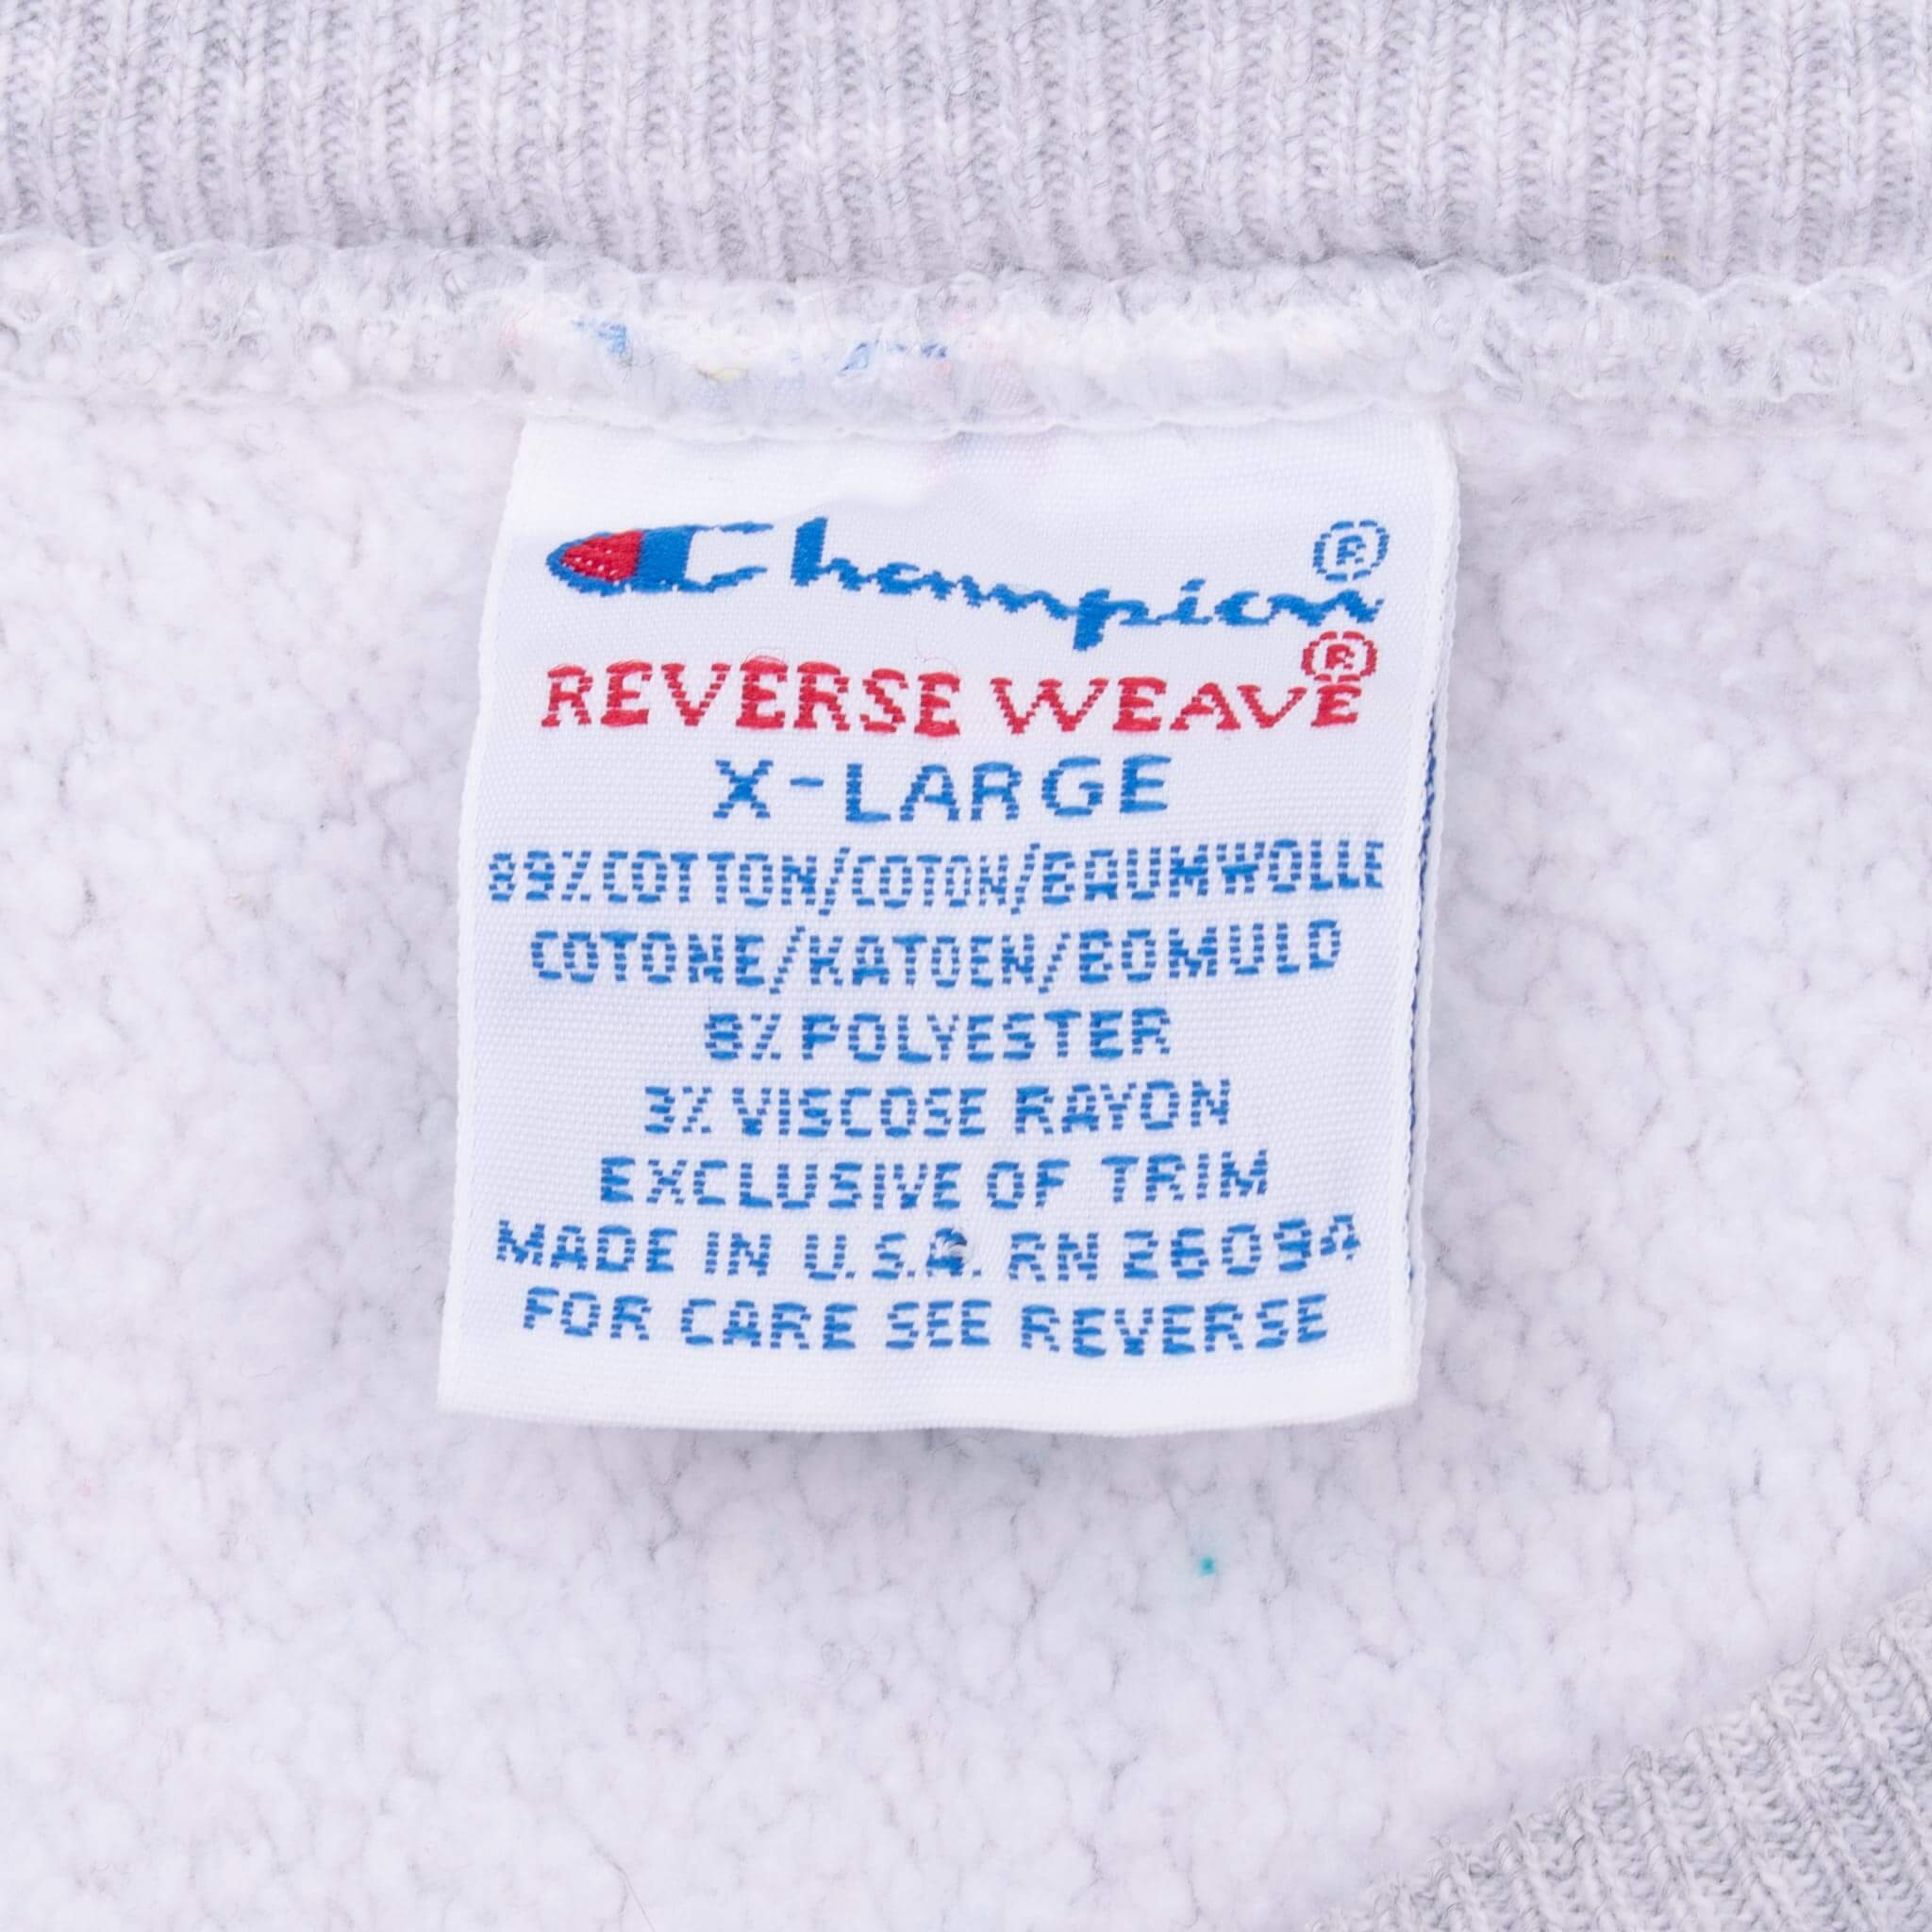 Champion®
REVERSE WEAVE®
X-LARGE
89% COTTON/COTON/BAUMWOLLE
COTONE/KATOEN/BOMULD
8% POLYESTER
3% VISCOSE RAYON
EXCLUSIVE OF TRIM
MADE IN U.S.A. RN 26094
FOR CARE SEE REVERSE